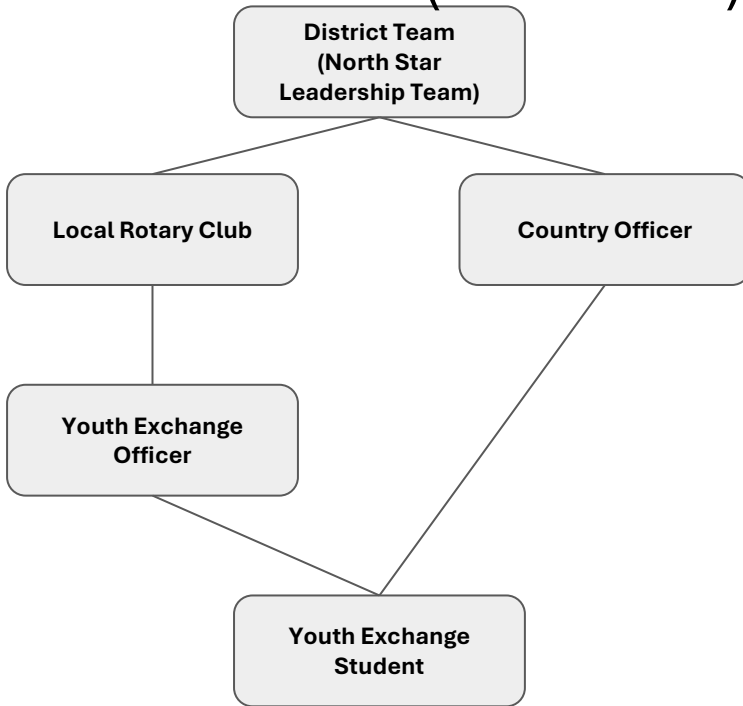 District Team
(North Star
Leadership Team)
Local Rotary Club
Country Officer
Youth Exchange
Officer
Youth Exchange
Student